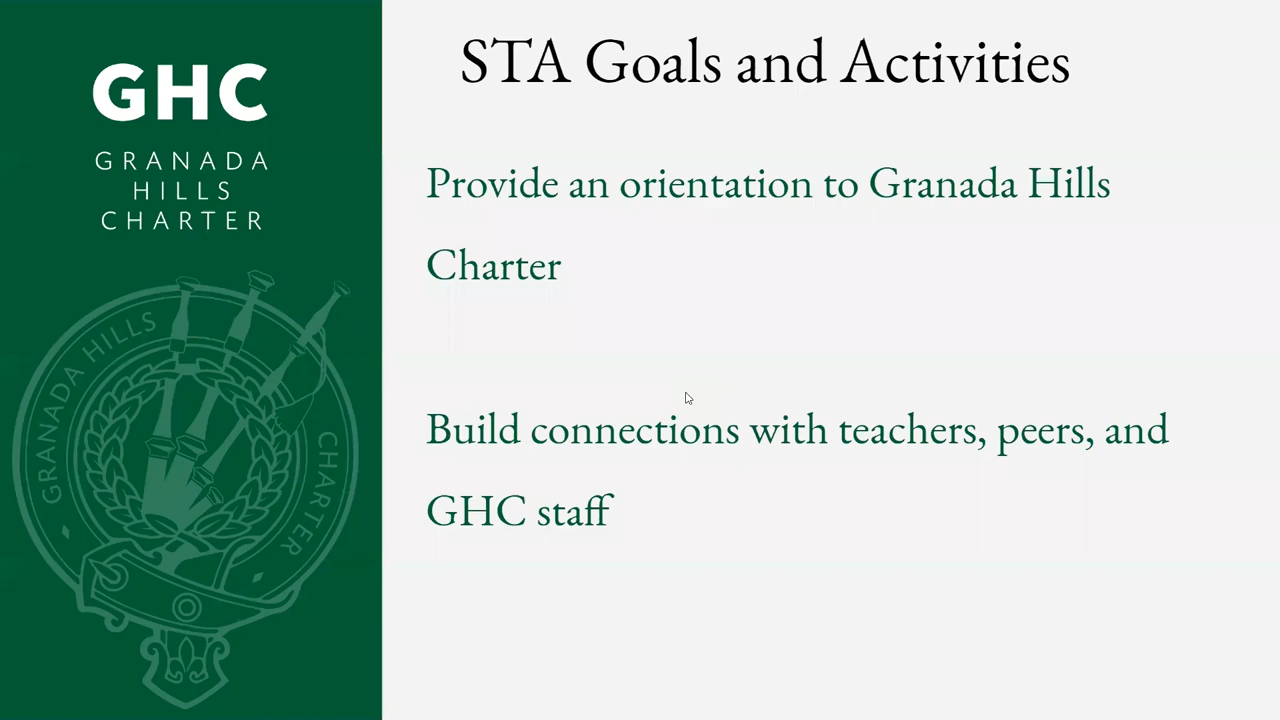 GHC
GRANADA
HILLS
CHARTER
GRANADA HILLS
CHARTER
STA Goals and Activities
Provide an orientation to Granada Hills
Charter
Build connections with teachers, peers, and
GHC staff